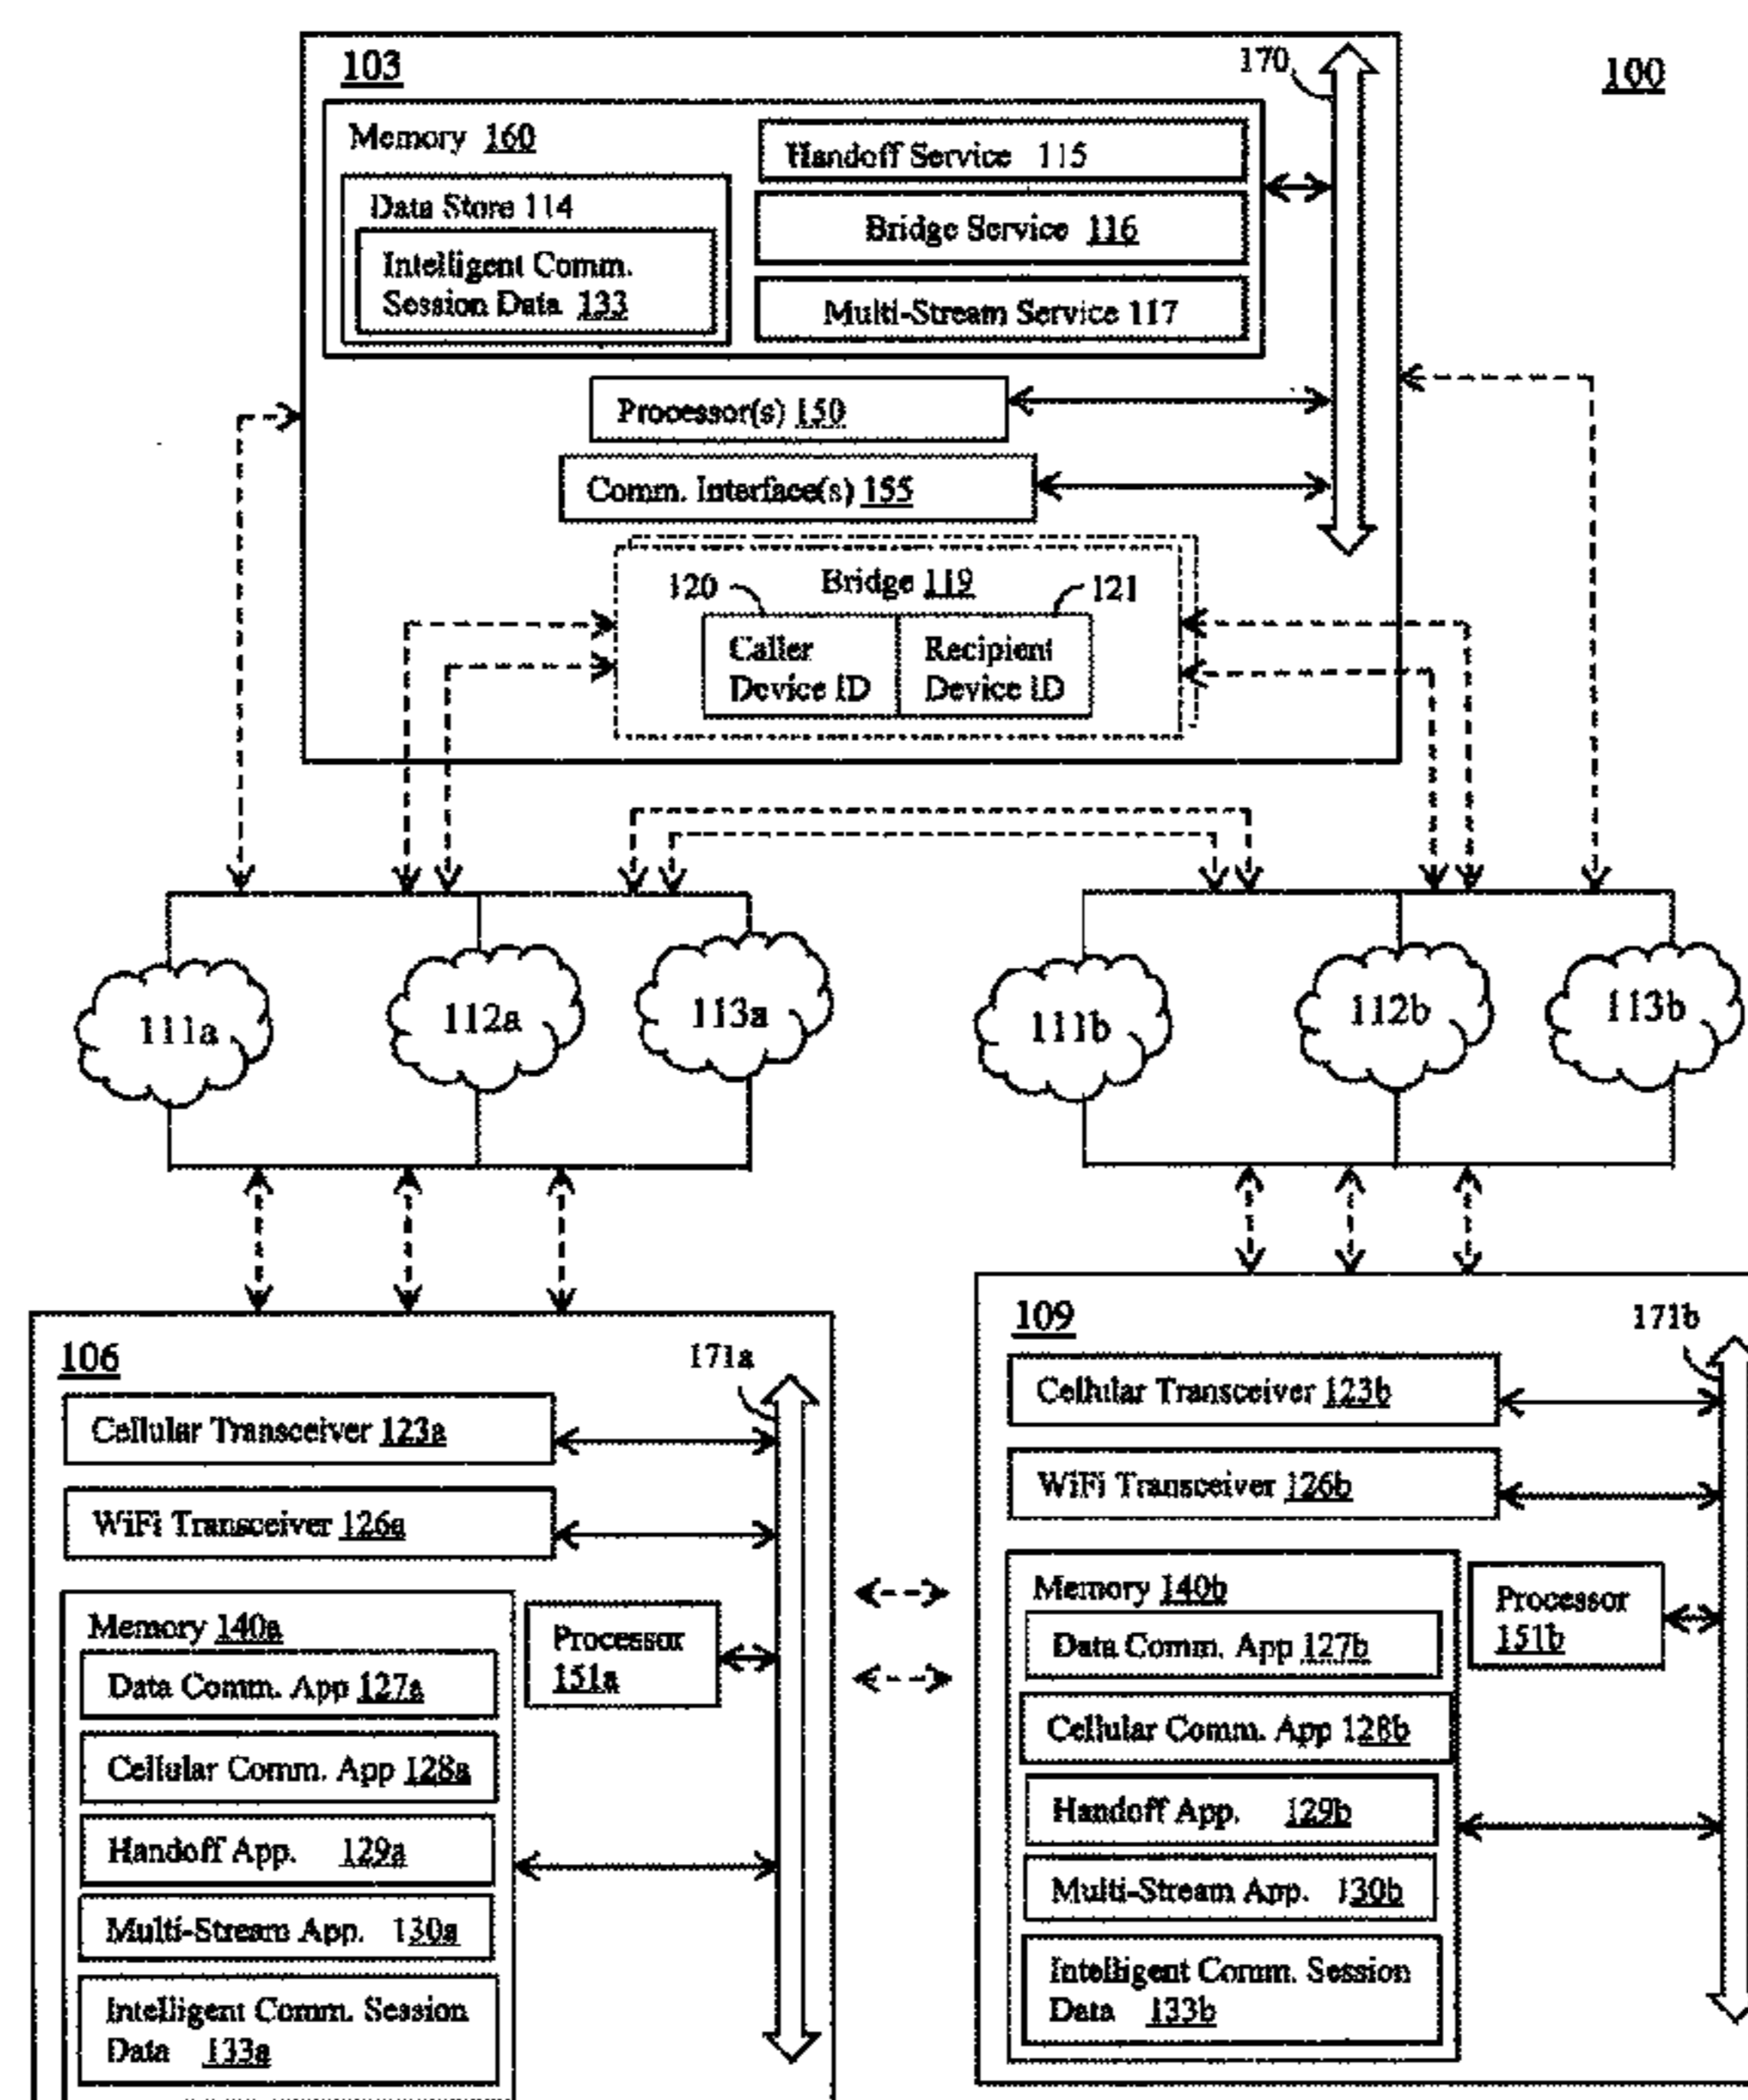 103
170
100
Memory 160
Handoff Service 115
Data Store 114
Bridge Service 116
Intelligent Comm.
Session Data 133
Multi-Stream Service 117
Processor(s) 150
Comm. Interface(s) 155
Bridge 119
120
121
Caller
Device ID
Recipient
Device ID
111a
112a
113a
111b
112b
113b
106
171a
Cellular Transceiver 123a
WiFi Transceiver 126a
Memory 140a
Processor
151a
Data Comm. App 127a
Cellular Comm. App 128a
Handoff App. 129a
Multi-Stream App. 130a
Intelligent Comm. Session
Data 133a
109
171b
Cellular Transceiver 123b
WiFi Transceiver 126b
Memory 140b
Processor
151b
Data Comm. App 127b
Cellular Comm. App 128b
Handoff App. 129b
Multi-Stream App. 130b
Intelligent Comm. Session
Data 133b